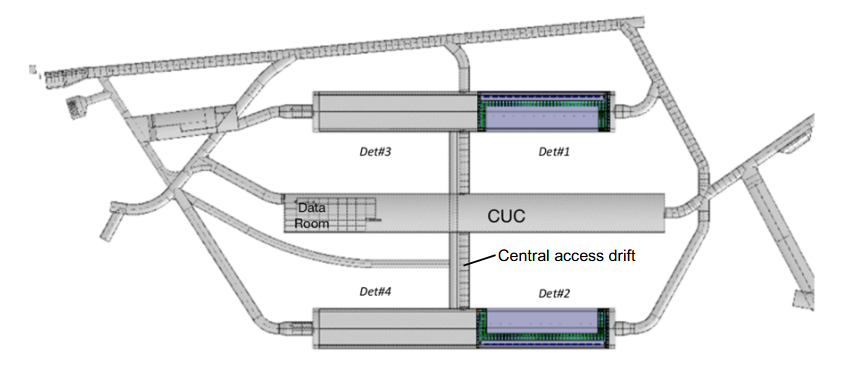 Det#3
Det#1
Data
Room
CUC
Central access drift
Det#4
Det#2